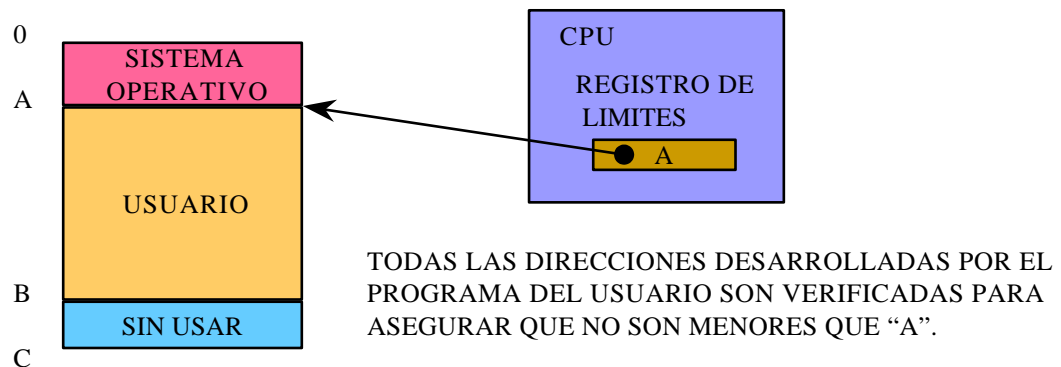 0
SISTEMA
OPERATIVO
A
USUARIO
B
SIN USAR
C
CPU
REGISTRO DE
LIMITES
A
TODAS LAS DIRECCIONES DESARROLLADAS POR EL
PROGRAMA DEL USUARIO SON VERIFICADAS PARA
ASEGURAR QUE NO SON MENORES QUE “A”.